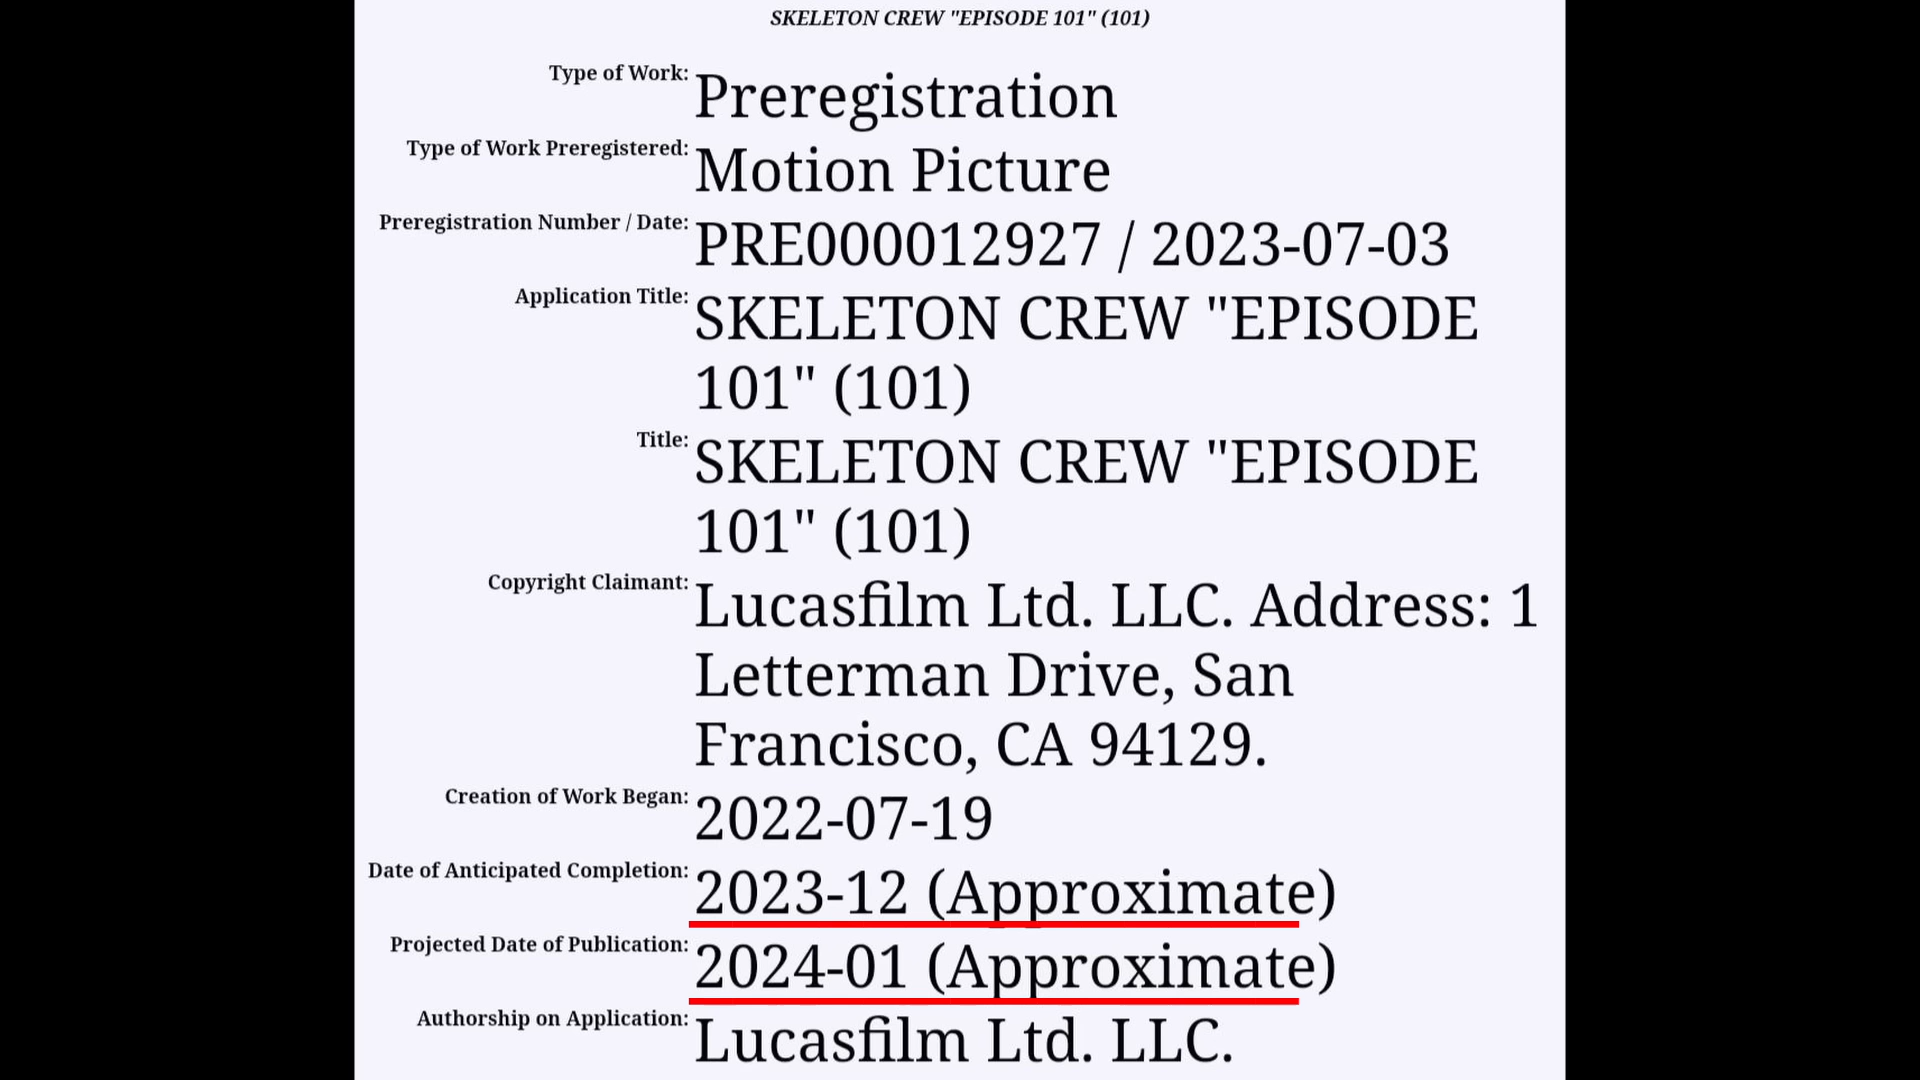 SKELETON CREW "EPISODE 101" (101)
Type of Work: Preregistration
Type of Work Preregistered: Motion Picture
Preregistration Number / Date: PRE000012927 / 2023-07-03
Application Title: SKELETON CREW "EPISODE
101" (101)
Title: SKELETON CREW "EPISODE
101" (101)
Copyright Claimant: Lucasfilm Ltd. LLC. Address: 1
Letterman Drive, San
Francisco, CA 94129.
Creation of Work Began: 2022-07-19
Date of Anticipated Completion: 2023-12 (Approximate)
Projected Date of Publication: 2024-01 (Approximate)
Authorship on Application: Lucasfilm Ltd. LLC.